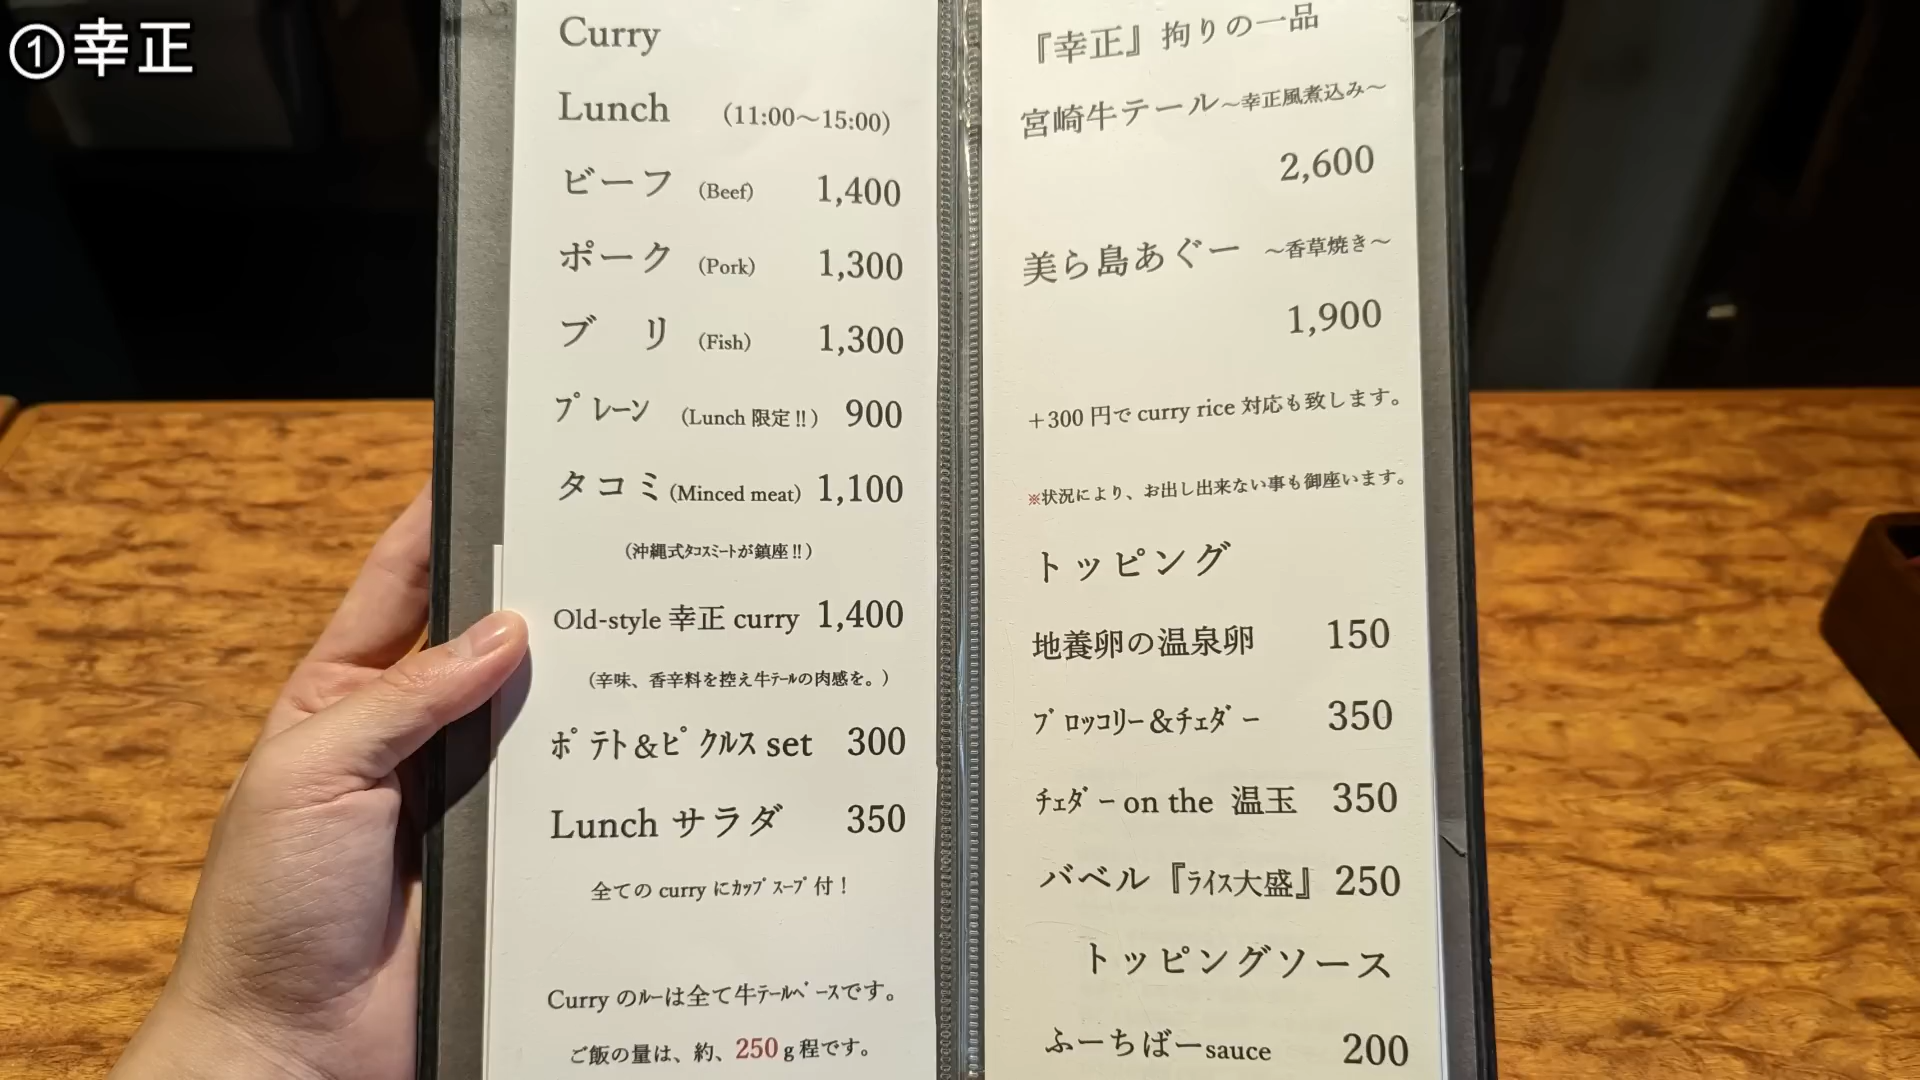 ①幸正
Curry
Lunch (11:00～15:00)
ビーフ (Beef) 1,400
ポーク (Pork) 1,300
ブリ (Fish) 1,300
プレーン (Lunch 限定!!) 900
タコミ (Minced meat) 1,100
(沖縄式ﾀｺｽﾐｰﾄが鎮座!!)
Old-style 幸正 curry 1,400
(辛味、香辛料を控え牛ﾃｰﾙの肉感を。)
ﾎﾟﾃﾄ＆ﾋﾟｸﾙｽ set 300
Lunch サラダ 350
全ての curry にｶｯﾌﾟｽｰﾌﾟ付！
Curry のﾙｰは全て牛ﾃｰﾙﾍﾞｰｽです。
ご飯の量は、約、250ｇ程です。
『幸正』拘りの一品
宮崎牛テール～幸正風煮込み～
2,600
美ら島あぐー ～香草焼き～
1,900
＋300 円で curry rice 対応も致します。
※状況により、お出し出来ない事も御座います。
トッピング
地養卵の温泉卵 150
ﾌﾞﾛｯｺﾘｰ＆ﾁｪﾀﾞｰ 350
ﾁｪﾀﾞｰ on the 温玉 350
バベル『ﾗｲｽ大盛』 250
トッピングソース
ふーちばーsauce 200